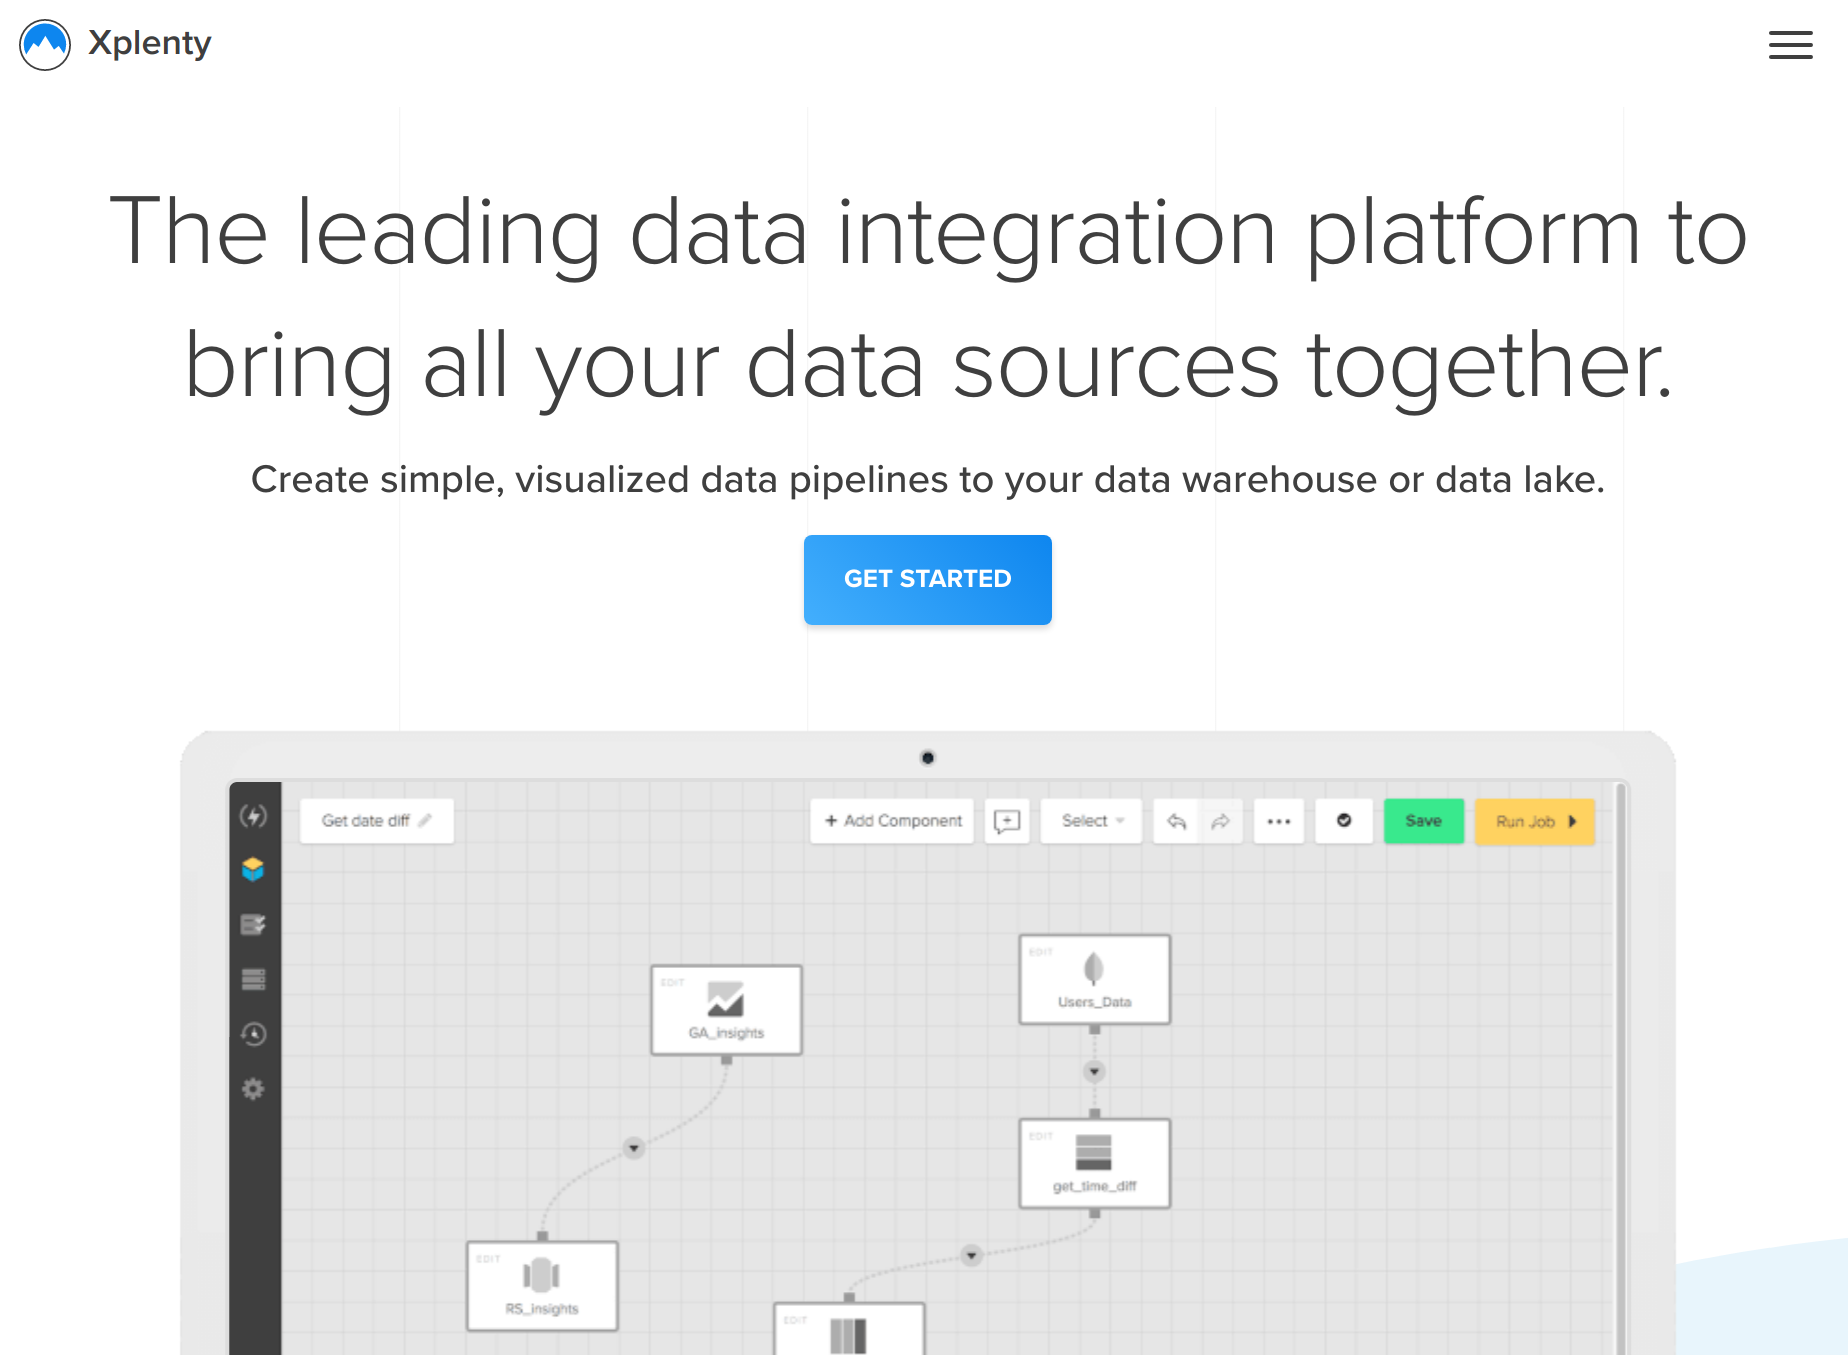 Xplenty
The leading data integration platform to
bring all your data sources together.
Create simple, visualized data pipelines to your data warehouse or data lake.
GET STARTED
Get date diff
+ Add Component
Select
Save
Run Job
EDIT
Users_Data
EDIT
GA_insights
EDIT
get_time_diff
EDIT
RS_insights
EDIT